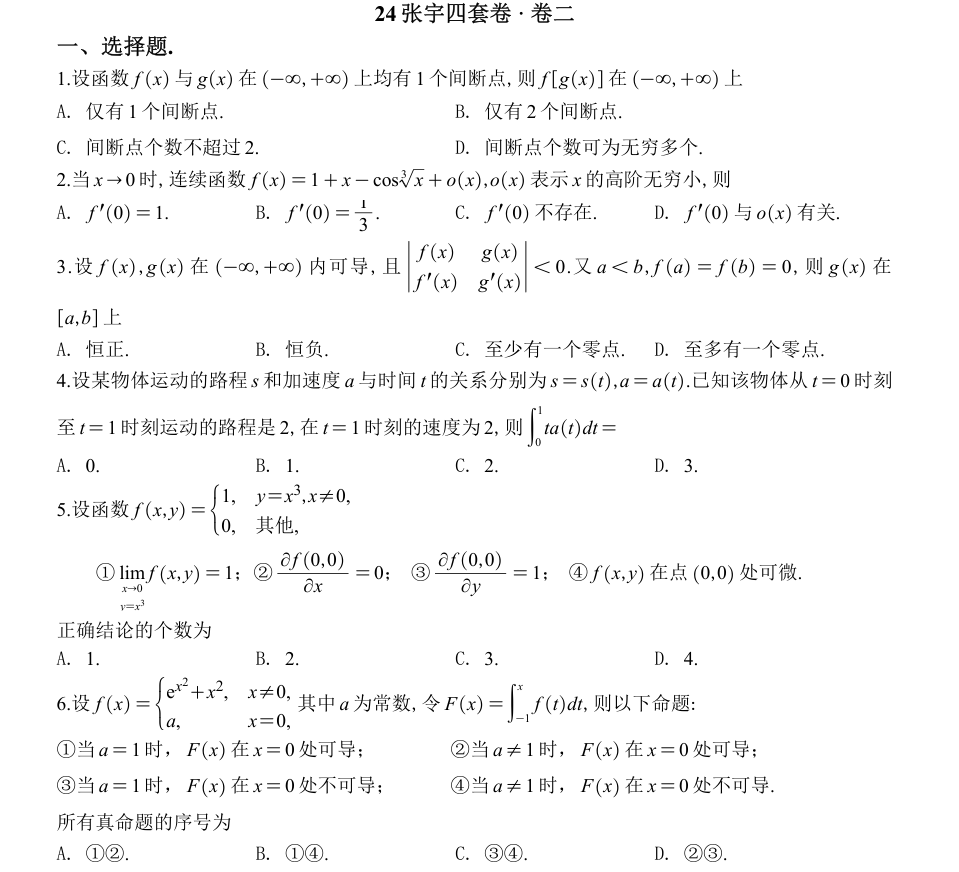 24张宇四套卷·卷二
一、选择题.
1.设函数 f(x) 与 g(x) 在 (−∞,+∞) 上均有 1 个间断点, 则 f[g(x)] 在 (−∞,+∞) 上
A. 仅有 1 个间断点. B. 仅有 2 个间断点.
C. 间断点个数不超过 2. D. 间断点个数可为无穷多个.
2.当 x→0 时, 连续函数 f(x)=1+x−cos∛x+o(x),o(x) 表示 x 的高阶无穷小, 则
A. f′(0)=1. B. f′(0)=1/3. C. f′(0) 不存在. D. f′(0) 与 o(x) 有关.
3.设 f(x),g(x) 在 (−∞,+∞) 内可导, 且 |f(x) g(x); f′(x) g′(x)| <0.又 a<b,f(a)=f(b)=0, 则 g(x) 在
[a,b] 上
A. 恒正. B. 恒负. C. 至少有一个零点. D. 至多有一个零点.
4.设某物体运动的路程 s 和加速度 a 与时间 t 的关系分别为 s=s(t),a=a(t).已知该物体从 t=0 时刻
至 t=1 时刻运动的路程是 2, 在 t=1 时刻的速度为 2, 则 ∫₀¹ ta(t)dt=
A. 0. B. 1. C. 2. D. 3.
5.设函数 f(x,y)={1, y=x³,x≠0,
0, 其他,
① lim f(x,y)=1; ② ∂f(0,0)/∂x =0; ③ ∂f(0,0)/∂y =1; ④ f(x,y) 在点 (0,0) 处可微.
x→0
y=x³
正确结论的个数为
A. 1. B. 2. C. 3. D. 4.
6.设 f(x)={e^{x²}+x², x≠0, 其中 a 为常数, 令 F(x)=∫₋₁ˣ f(t)dt, 则以下命题:
a, x=0,
①当 a=1 时, F(x) 在 x=0 处可导; ②当 a≠1 时, F(x) 在 x=0 处可导;
③当 a=1 时, F(x) 在 x=0 处不可导; ④当 a≠1 时, F(x) 在 x=0 处不可导.
所有真命题的序号为
A. ①②. B. ①④. C. ③④. D. ②③.